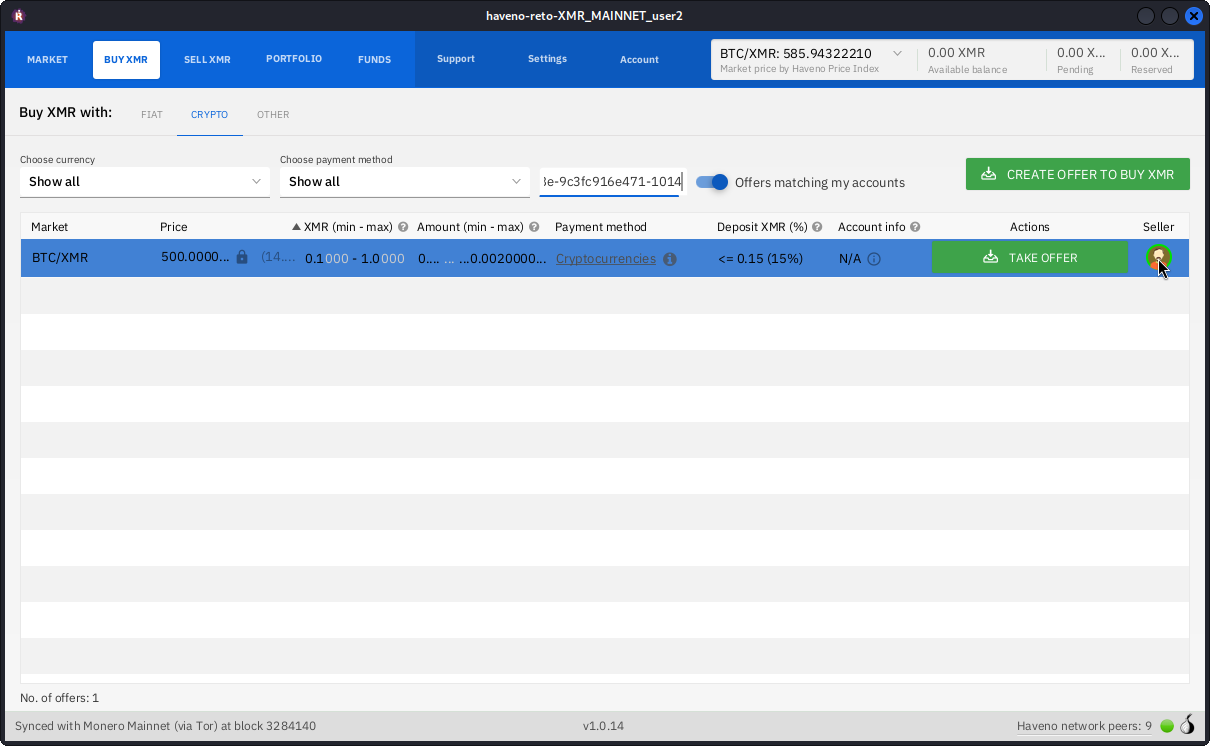 haveno-reto-XMR_MAINNET_user2
MARKET BUY XMR SELL XMR PORTFOLIO FUNDS Support Settings Account
BTC/XMR: 585.94322210 0.00 XMR 0.00 X... 0.00 X...
Market price by Haveno Price Index Available balance Pending Reserved
Buy XMR with: FIAT CRYPTO OTHER
Choose currency Choose payment method
Show all Show all e-9c3fc916e471-1014 Offers matching my accounts CREATE OFFER TO BUY XMR
Market Price XMR (min - max) Amount (min - max) Payment method Deposit XMR (%) Account info Actions Seller
BTC/XMR 500.0000... (14.... 0.1000 - 1.0000 0.... ... ...0.0020000... Cryptocurrencies <= 0.15 (15%) N/A TAKE OFFER
No. of offers: 1
Synced with Monero Mainnet (via Tor) at block 3284140 v1.0.14 Haveno network peers: 9